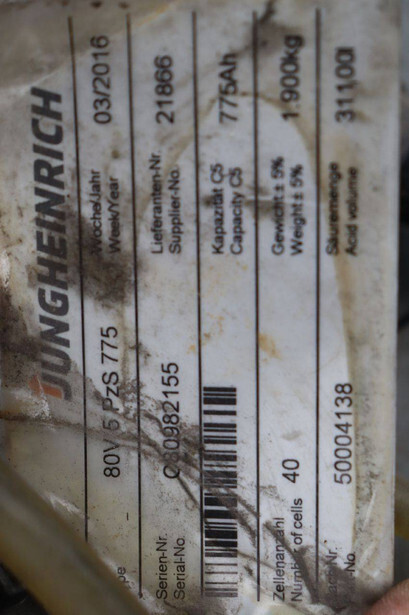 JUNGHEINRICH
80V 5 PzS 775
Woche/Jahr
Week/Year
03/2016
Serien-Nr.
Serial-No.
Lieferanten-Nr.
Supplier-No.
21866
Kapazität C5
Capacity C5
775Ah
Zellenanzahl
Number of cells
40
Gewicht ± 5%
Weight ± 5%
1.900kg
50004138
Säuremenge
Acid volume